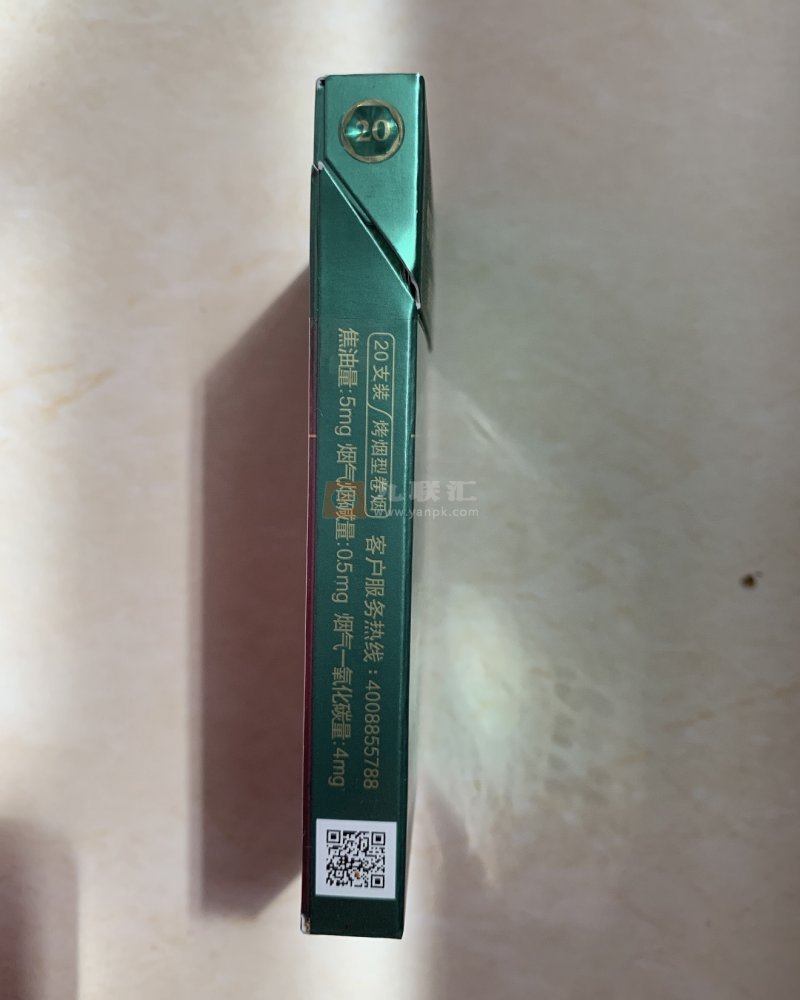 20
20支装 烤烟型卷烟 客户服务热线：4008855788
焦油量:5mg 烟气烟碱量:0.5mg 烟气一氧化碳量:4mg
九联汇
www.yanpk.com